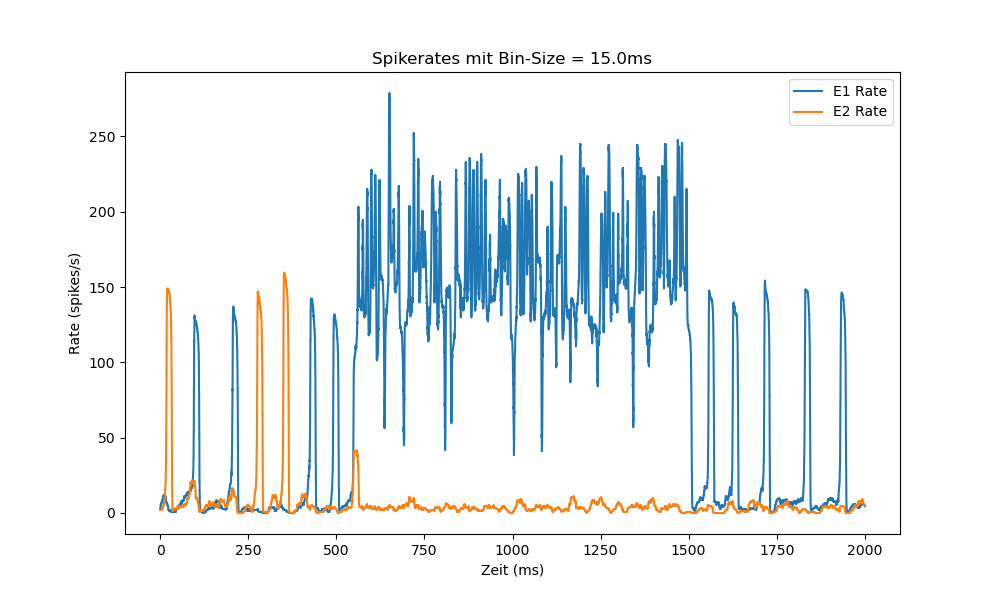 Spikerates mit Bin-Size = 15.0ms
E1 Rate
E2 Rate
250
200
150
100
50
0
Rate (spikes/s)
0 250 500 750 1000 1250 1500 1750 2000
Zeit (ms)